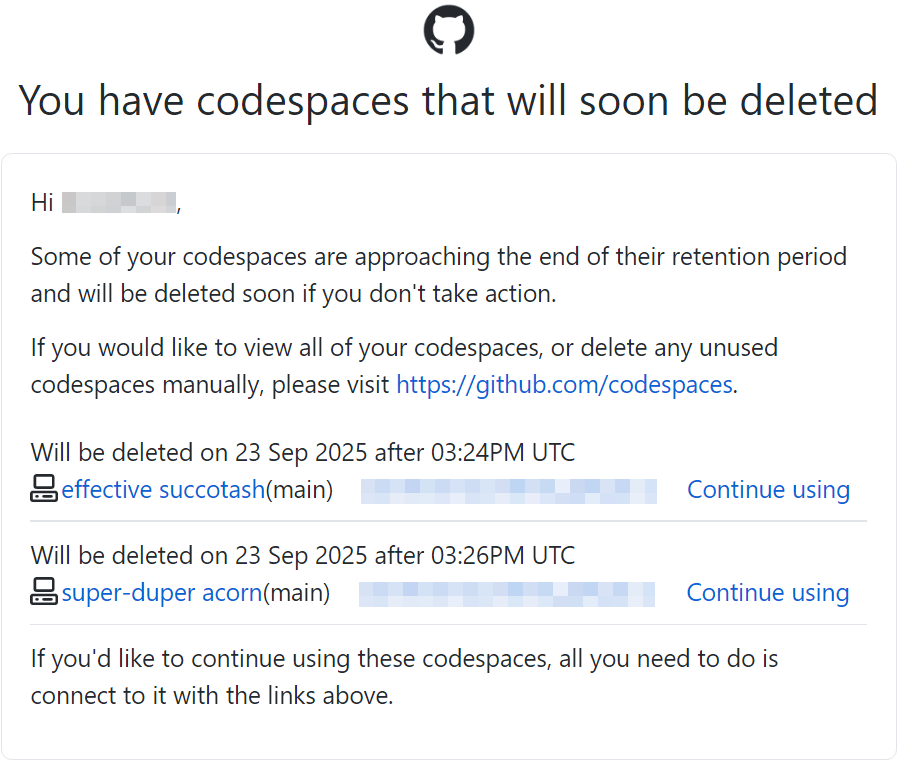 You have codespaces that will soon be deleted
Hi ,
Some of your codespaces are approaching the end of their retention period
and will be deleted soon if you don't take action.
If you would like to view all of your codespaces, or delete any unused
codespaces manually, please visit https://github.com/codespaces.
Will be deleted on 23 Sep 2025 after 03:24PM UTC
effective succotash(main) Continue using
Will be deleted on 23 Sep 2025 after 03:26PM UTC
super-duper acorn(main) Continue using
If you'd like to continue using these codespaces, all you need to do is
connect to it with the links above.